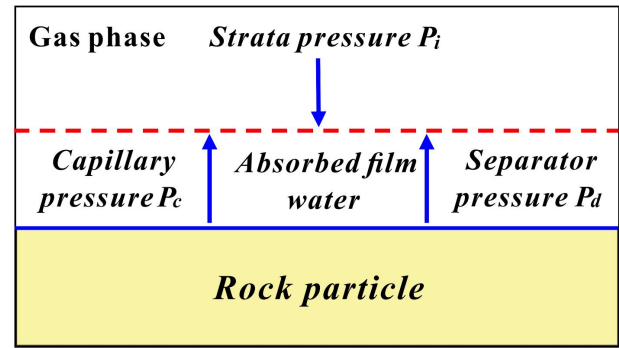 Gas phase Strata pressure Pi
Capillary pressure Pc
Absorbed film water
Separator pressure Pd
Rock particle